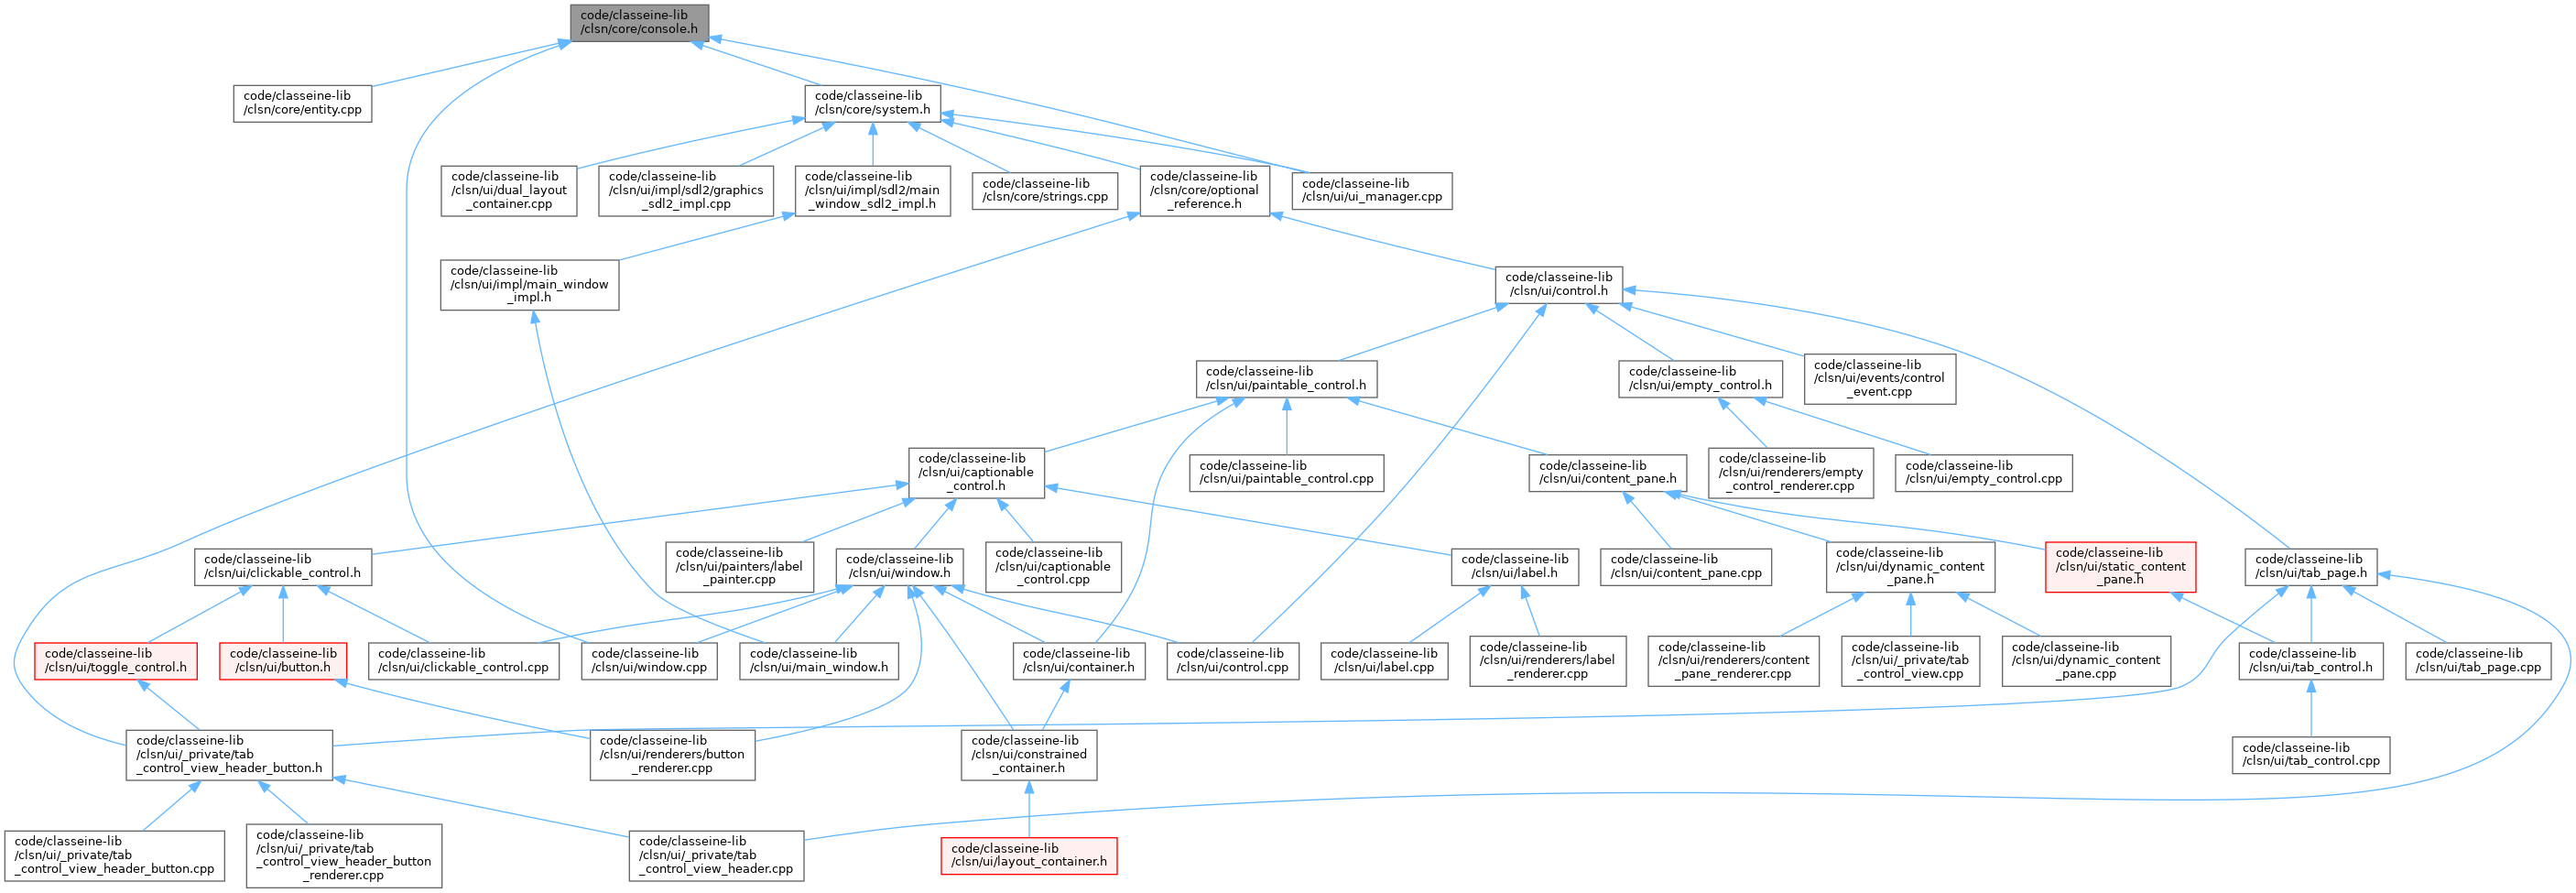 code/classeine-lib
/clsn/core/console.h
code/classeine-lib
/clsn/core/entity.cpp
code/classeine-lib
/clsn/core/system.h
code/classeine-lib
/clsn/ui/dual_layout
_container.cpp
code/classeine-lib
/clsn/ui/impl/sdl2/graphics
_sdl2_impl.cpp
code/classeine-lib
/clsn/ui/impl/sdl2/main
_window_sdl2_impl.h
code/classeine-lib
/clsn/core/strings.cpp
code/classeine-lib
/clsn/core/optional
_reference.h
code/classeine-lib
/clsn/ui/ui_manager.cpp
code/classeine-lib
/clsn/ui/impl/main_window
_impl.h
code/classeine-lib
/clsn/ui/control.h
code/classeine-lib
/clsn/ui/paintable_control.h
code/classeine-lib
/clsn/ui/empty_control.h
code/classeine-lib
/clsn/ui/events/control
_event.cpp
code/classeine-lib
/clsn/ui/captionable
_control.h
code/classeine-lib
/clsn/ui/paintable_control.cpp
code/classeine-lib
/clsn/ui/content_pane.h
code/classeine-lib
/clsn/ui/renderers/empty
_control_renderer.cpp
code/classeine-lib
/clsn/ui/empty_control.cpp
code/classeine-lib
/clsn/ui/clickable_control.h
code/classeine-lib
/clsn/ui/painters/label
_painter.cpp
code/classeine-lib
/clsn/ui/window.h
code/classeine-lib
/clsn/ui/captionable
_control.cpp
code/classeine-lib
/clsn/ui/label.h
code/classeine-lib
/clsn/ui/content_pane.cpp
code/classeine-lib
/clsn/ui/dynamic_content
_pane.h
code/classeine-lib
/clsn/ui/static_content
_pane.h
code/classeine-lib
/clsn/ui/tab_page.h
code/classeine-lib
/clsn/ui/toggle_control.h
code/classeine-lib
/clsn/ui/button.h
code/classeine-lib
/clsn/ui/clickable_control.cpp
code/classeine-lib
/clsn/ui/window.cpp
code/classeine-lib
/clsn/ui/main_window.h
code/classeine-lib
/clsn/ui/container.h
code/classeine-lib
/clsn/ui/control.cpp
code/classeine-lib
/clsn/ui/label.cpp
code/classeine-lib
/clsn/ui/renderers/label
_renderer.cpp
code/classeine-lib
/clsn/ui/renderers/content
_pane_renderer.cpp
code/classeine-lib
/clsn/ui/_private/tab
_control_view.cpp
code/classeine-lib
/clsn/ui/dynamic_content
_pane.cpp
code/classeine-lib
/clsn/ui/tab_control.h
code/classeine-lib
/clsn/ui/tab_page.cpp
code/classeine-lib
/clsn/ui/_private/tab
_control_view_header_button.h
code/classeine-lib
/clsn/ui/renderers/button
_renderer.cpp
code/classeine-lib
/clsn/ui/constrained
_container.h
code/classeine-lib
/clsn/ui/tab_control.cpp
code/classeine-lib
/clsn/ui/_private/tab
_control_view_header_button.cpp
code/classeine-lib
/clsn/ui/_private/tab
_control_view_header_button
_renderer.cpp
code/classeine-lib
/clsn/ui/_private/tab
_control_view_header.cpp
code/classeine-lib
/clsn/ui/layout_container.h